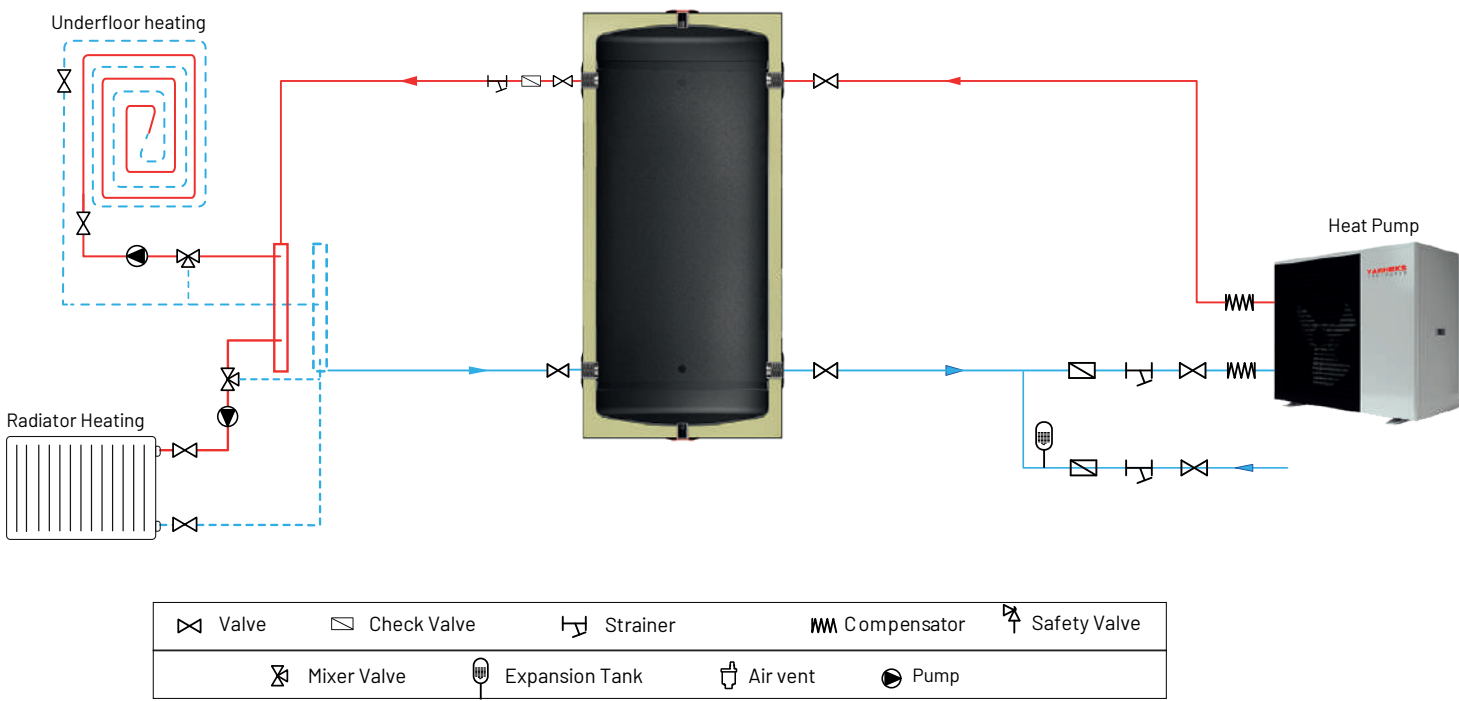 Underfloor heating
Heat Pump
YARHEKS
Radiator Heating
Valve
Check Valve
Strainer
Compensator
Safety Valve
Mixer Valve
Expansion Tank
Air vent
Pump